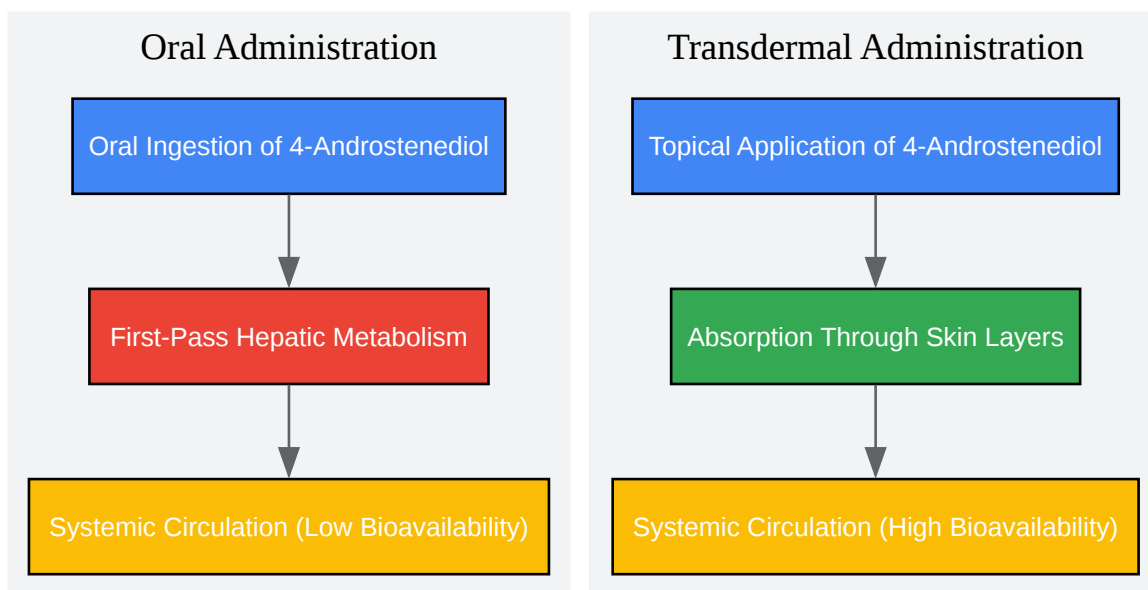 Oral Administration
Oral Ingestion of 4-Androstenediol
First-Pass Hepatic Metabolism
Systemic Circulation (Low Bioavailability)
Transdermal Administration
Topical Application of 4-Androstenediol
Absorption Through Skin Layers
Systemic Circulation (High Bioavailability)